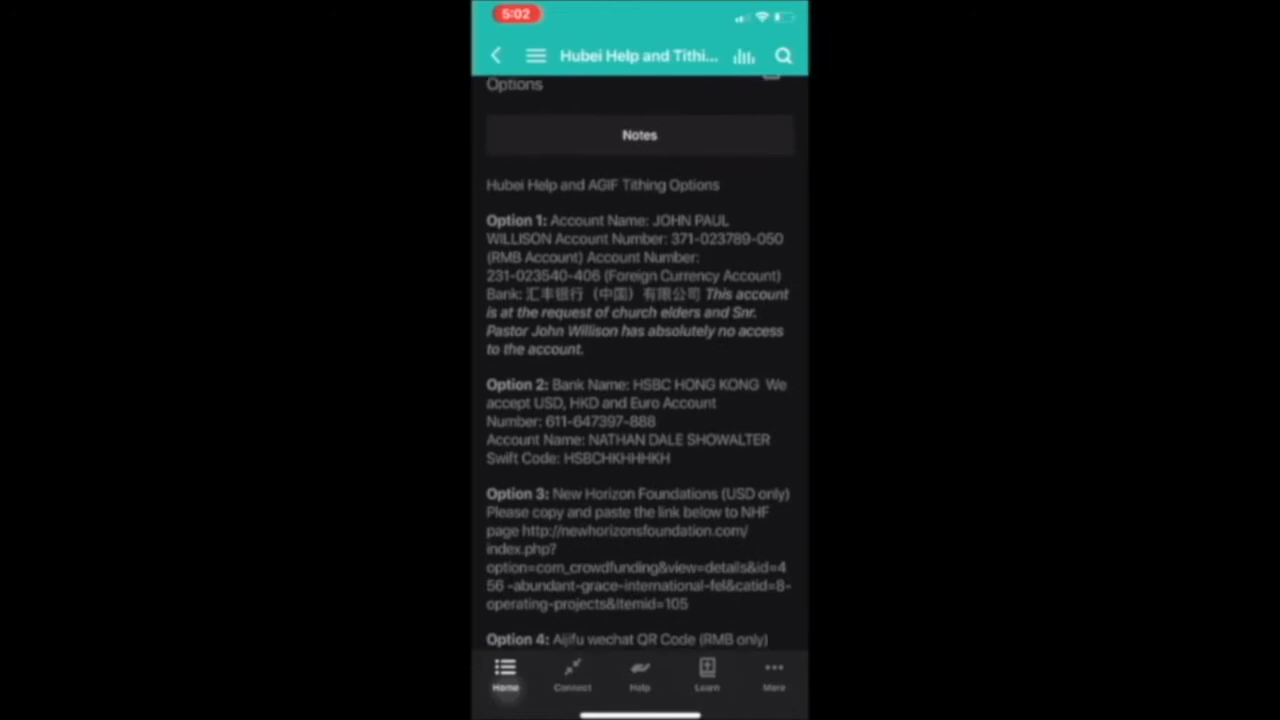 5:02
Hubei Help and Tithi...
Options
Notes
Hubei Help and AGIF Tithing Options
Option 1: Account Name: JOHN PAUL
WILLISON Account Number: 371-023789-050
(RMB Account) Account Number:
231-023540-406 (Foreign Currency Account)
Bank: 汇丰银行（中国）有限公司 This account
is at the request of church elders and Snr.
Pastor John Willison has absolutely no access
to the account.
Option 2: Bank Name: HSBC HONG KONG We
accept USD, HKD and Euro Account
Number: 611-647397-888
Account Name: NATHAN DALE SHOWALTER
Swift Code: HSBCHKHHHKH
Option 3: New Horizon Foundations (USD only)
Please copy and paste the link below to NHF
page http://newhorizonsfoundation.com/
index.php?
option=com_crowdfunding&view=details&id=4
56 -abundant-grace-international-fel&catid=8-
operating-projects&Itemid=105
Option 4: Aijifu wechat QR Code (RMB only)
Home
Connect
Help
Learn
More